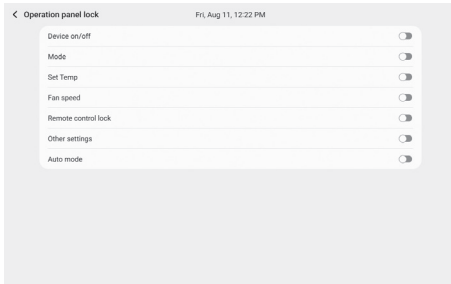 Operation panel lock
Fri, Aug 11, 12:22 PM
Device on/off
Mode
Set Temp
Fan speed
Remote control lock
Other settings
Auto mode